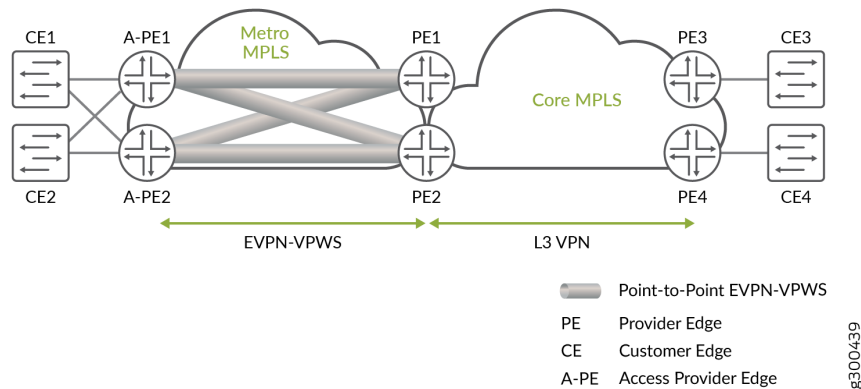 CE1
A-PE1
Metro
MPLS
PE1
PE3
CE3
Core MPLS
CE2
A-PE2
PE2
PE4
CE4
EVPN-VPWS
L3 VPN
Point-to-Point EVPN-VPWS
PE Provider Edge
CE Customer Edge
A-PE Access Provider Edge
g300439